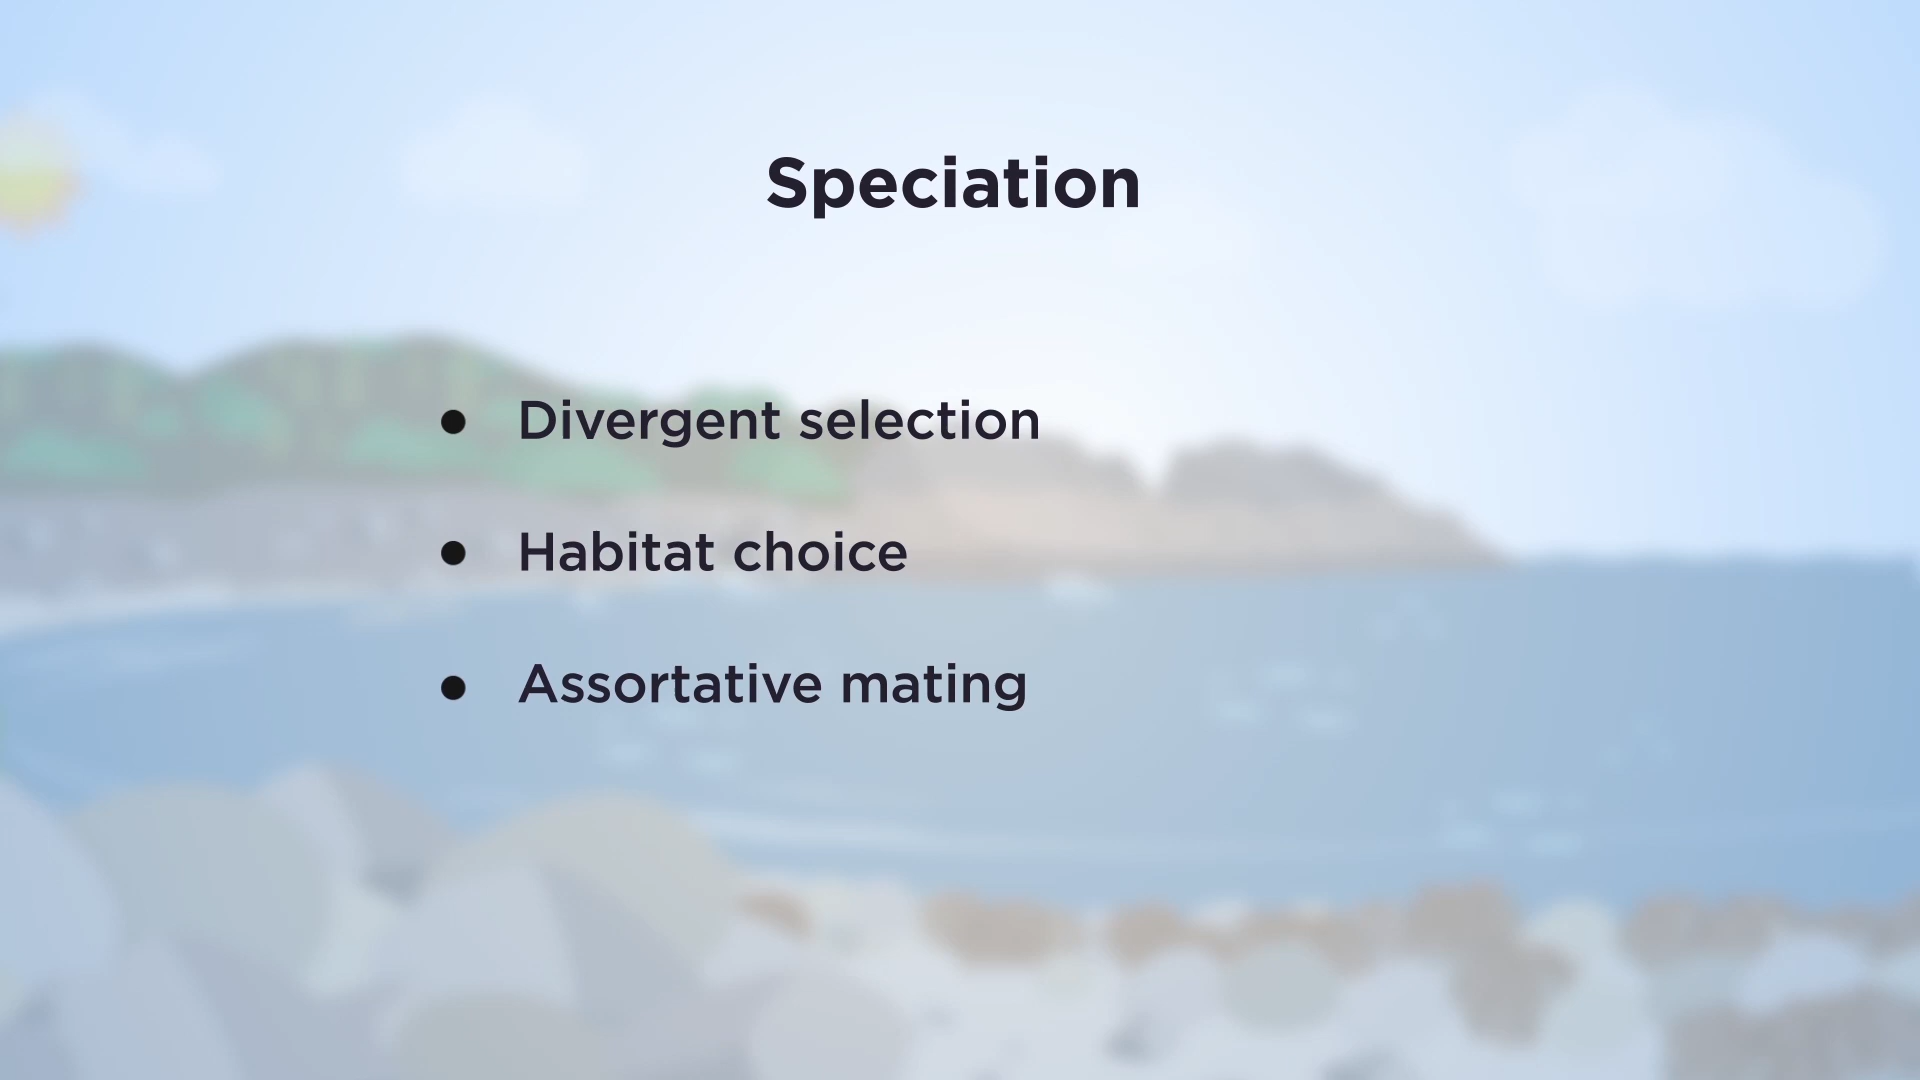 Speciation
● Divergent selection
● Habitat choice
● Assortative mating